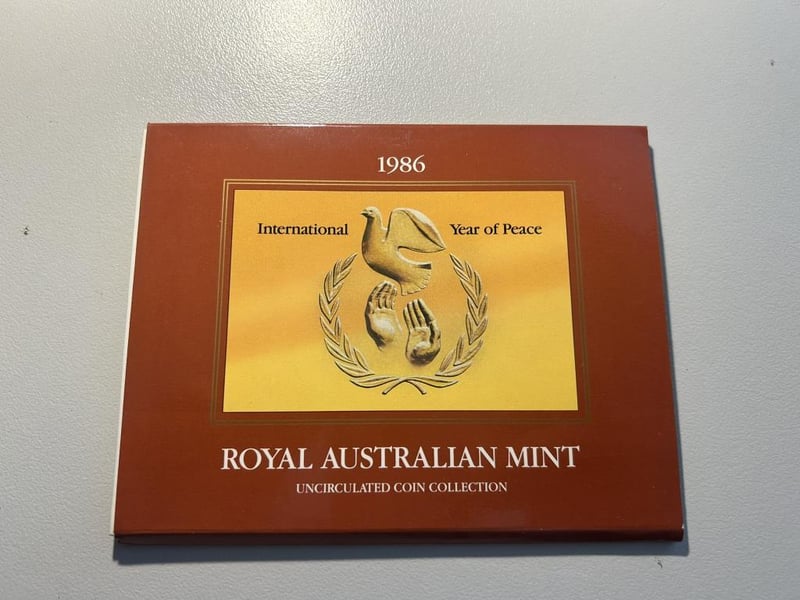 1986
International Year of Peace
ROYAL AUSTRALIAN MINT
UNCIRCULATED COIN COLLECTION